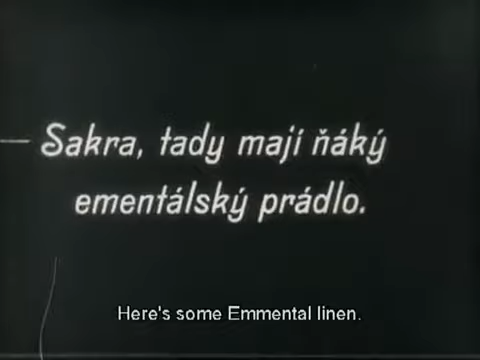 — Sakra, tady mají ňáký
ementálský prádlo.
Here's some Emmental linen.